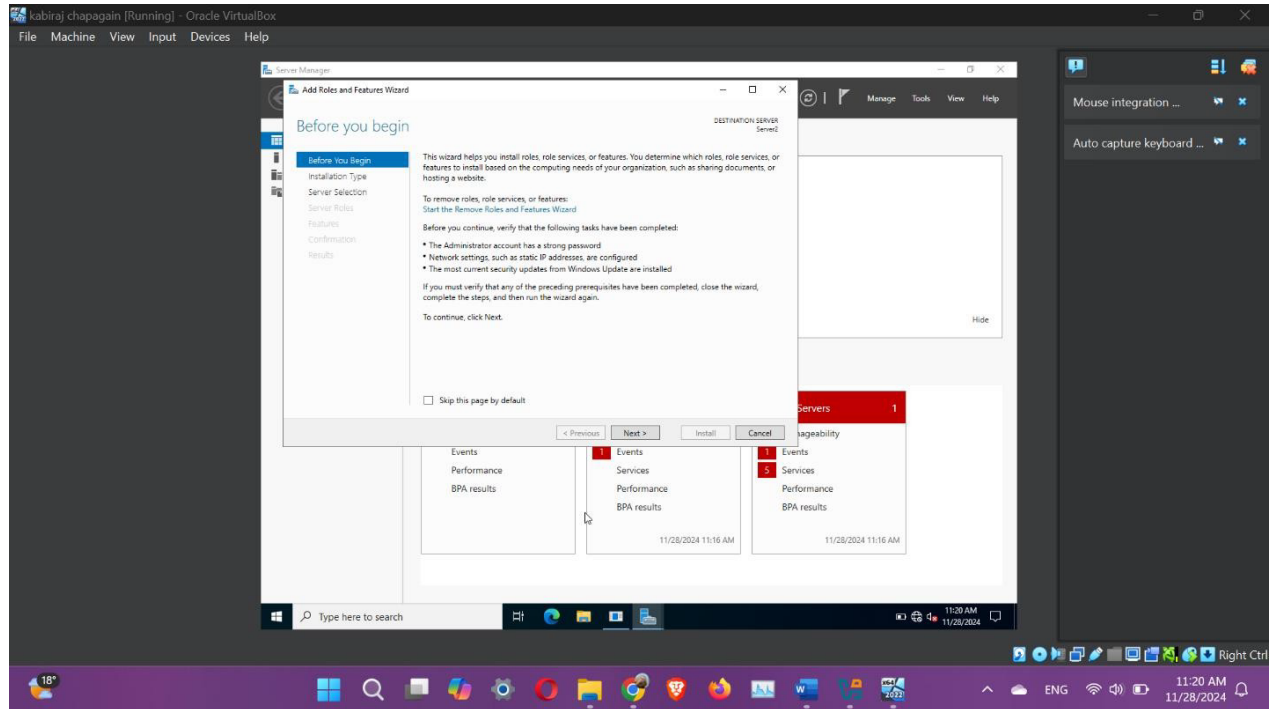 kabiraj chapagain [Running] - Oracle VirtualBox
File Machine View Input Devices Help
Server Manager
Manage Tools View Help
Add Roles and Features Wizard
Before you begin
DESTINATION SERVER
Server2
Before You Begin
Installation Type
Server Selection
Server Roles
Features
Confirmation
Results
This wizard helps you install roles, role services, or features. You determine which roles, role services, or
features to install based on the computing needs of your organization, such as sharing documents, or
hosting a website.
To remove roles, role services, or features:
Start the Remove Roles and Features Wizard
Before you continue, verify that the following tasks have been completed:
• The Administrator account has a strong password
• Network settings, such as static IP addresses, are configured
• The most current security updates from Windows Update are installed
If you must verify that any of the preceding prerequisites have been completed, close the wizard,
complete the steps, and then run the wizard again.
To continue, click Next.
Skip this page by default
< Previous Next > Install Cancel
Hide
Servers 1
nageability
Events
Performance
BPA results
1 Events
Services
Performance
BPA results
11/28/2024 11:16 AM
1 Events
5 Services
Performance
BPA results
11/28/2024 11:16 AM
Mouse integration ...
Auto capture keyboard ...
Type here to search
11:20 AM
11/28/2024
Right Ctrl
18°
X64
2022
ENG
11:20 AM
11/28/2024